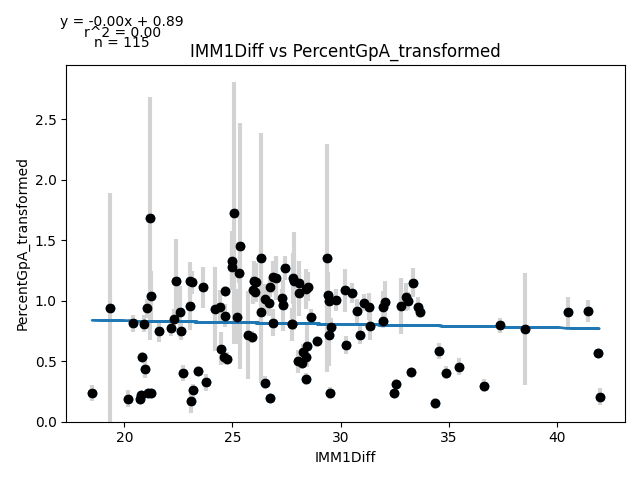 y = -0.00x + 0.89
r^2 = 0.00
n = 115
IMM1Diff vs PercentGpA_transformed
PercentGpA_transformed
2.5
2.0
1.5
1.0
0.5
0.0
20 25 30 35 40
IMM1Diff